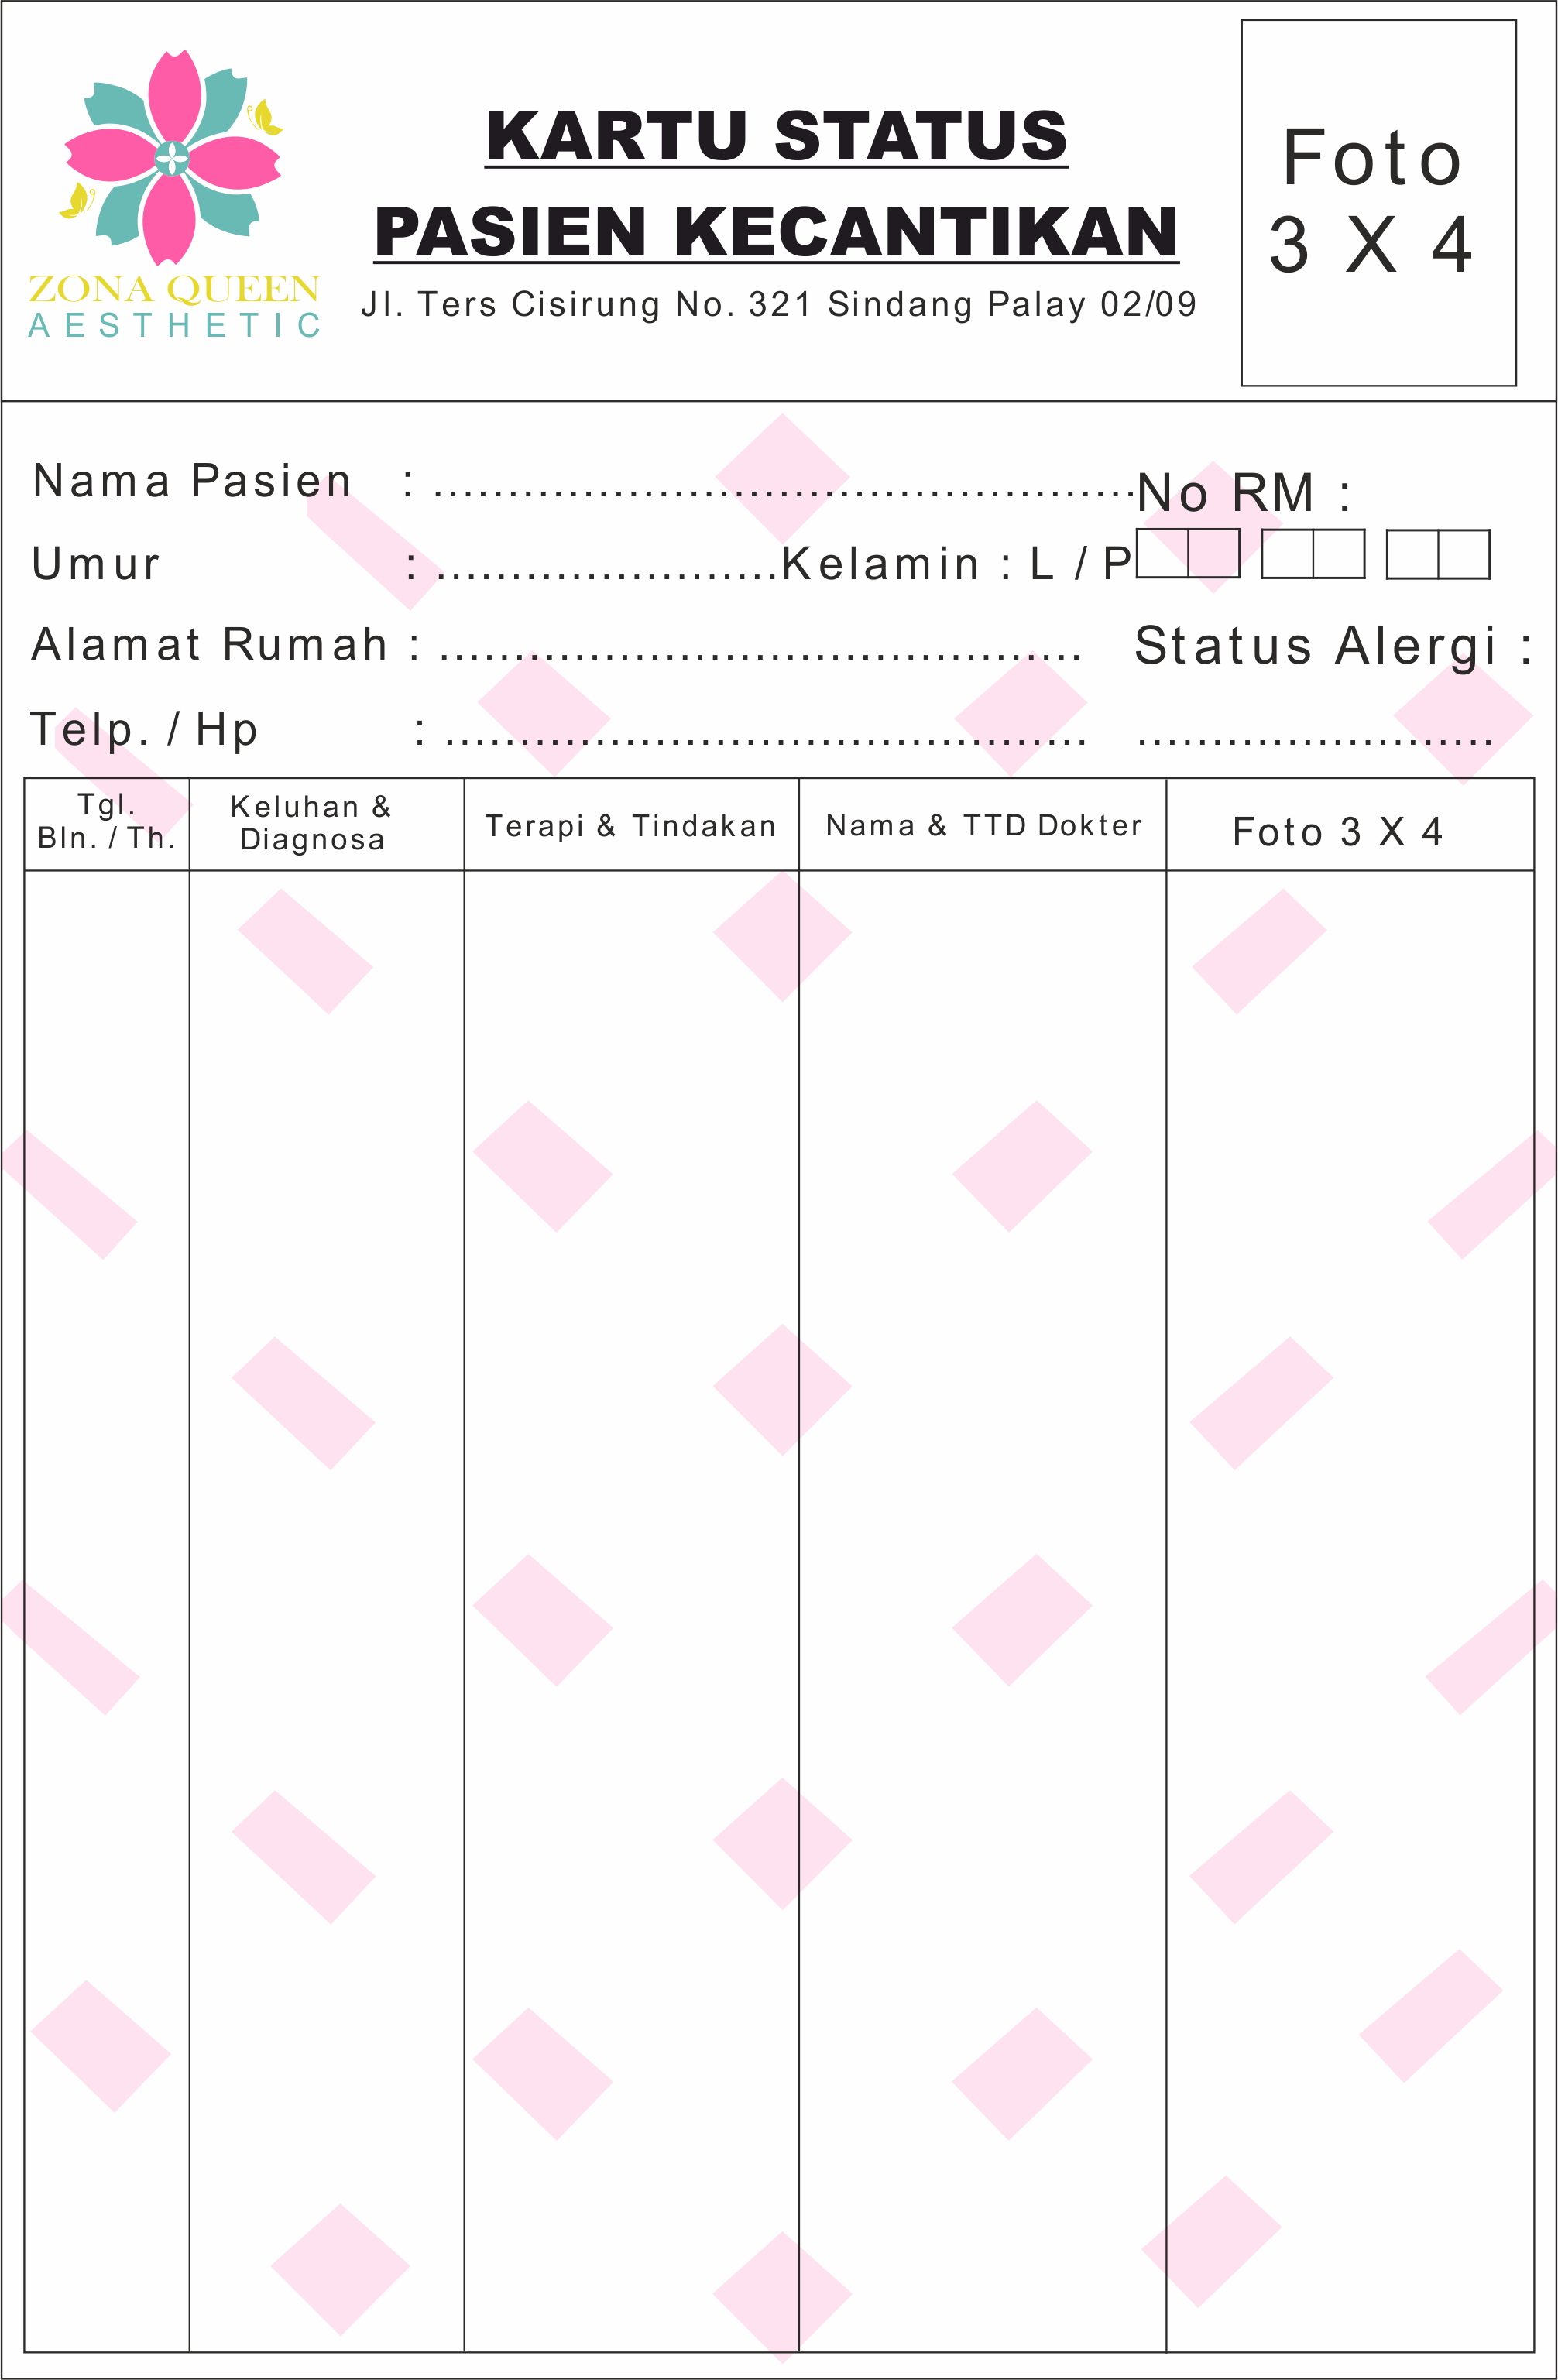 ZONA QUEEN
AESTHETIC
KARTU STATUS
PASIEN KECANTIKAN
Jl. Ters Cisirung No. 321 Sindang Palay 02/09
Foto
3 X 4
Nama Pasien : ...............................................
No RM :
Umur : .......................Kelamin : L / P
Alamat Rumah : ...........................................
Status Alergi :
Telp. / Hp : ...........................................
........................
Tgl.
Bln. / Th.
Keluhan &
Diagnosa
Terapi & Tindakan
Nama & TTD Dokter
Foto 3 X 4